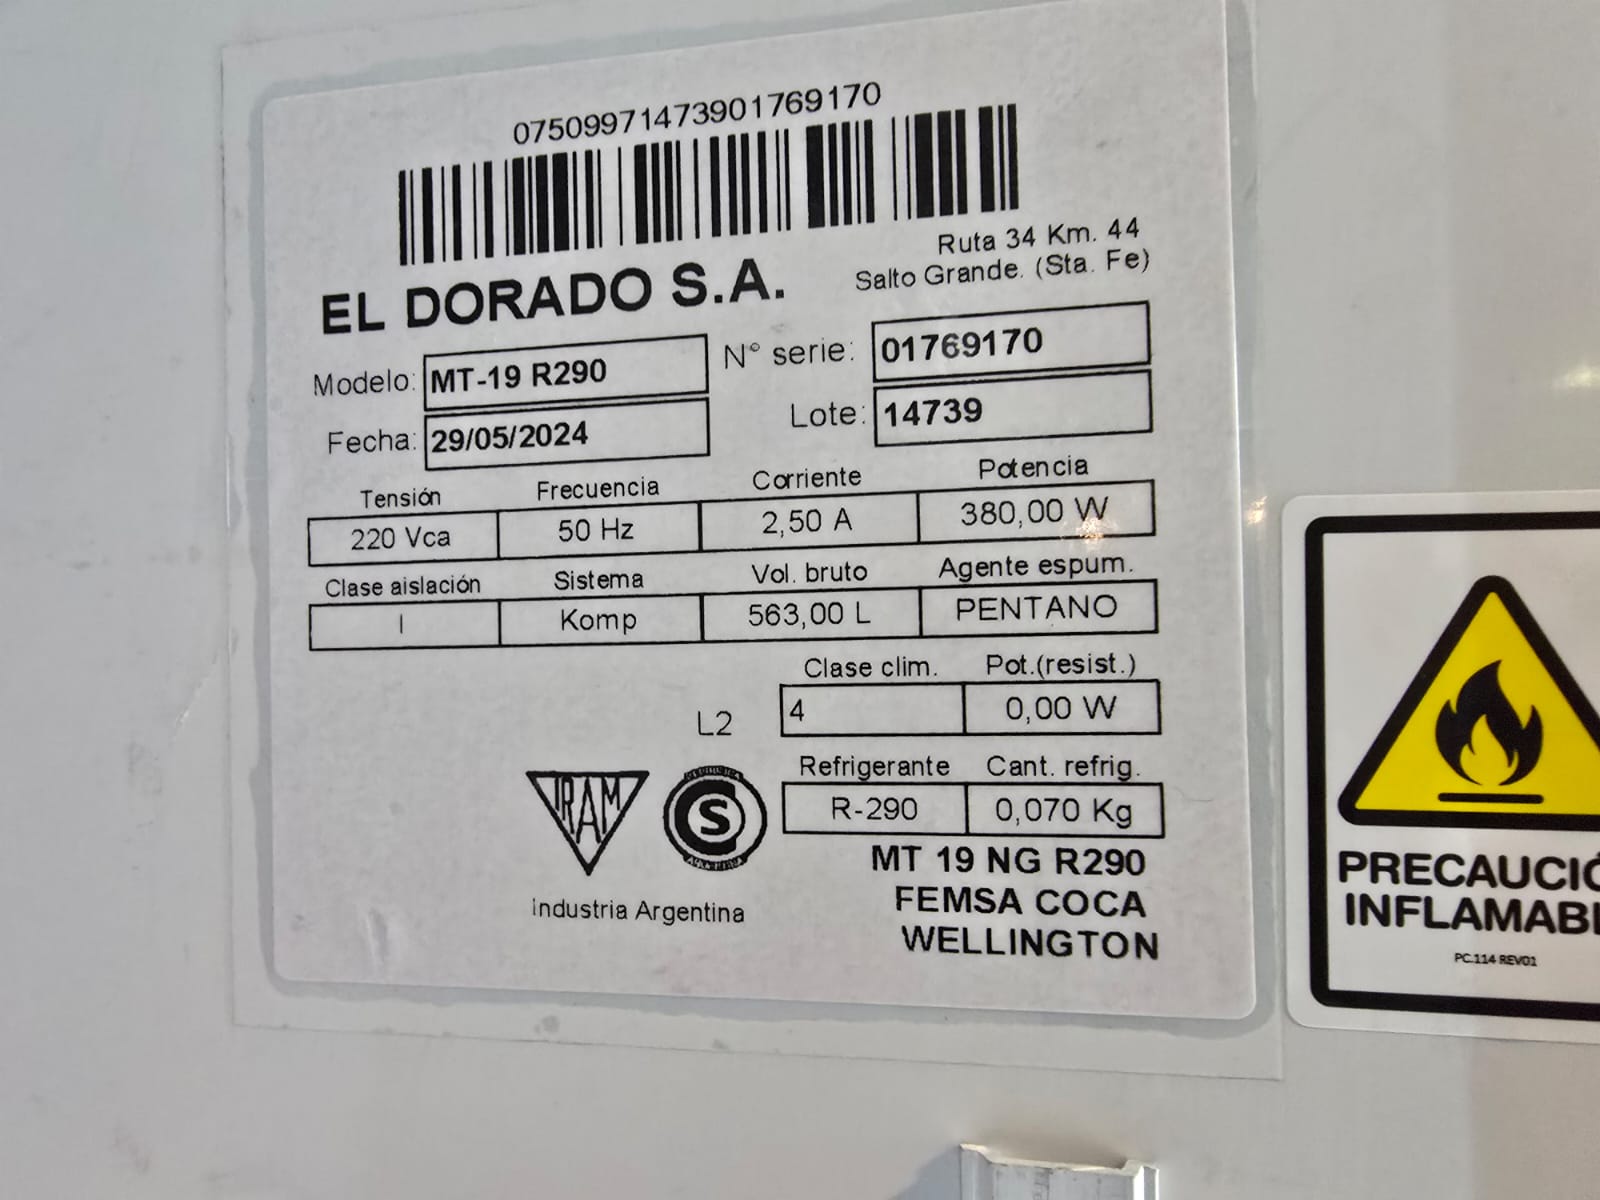 07509971473901769170
EL DORADO S.A.
Ruta 34 Km. 44
Salto Grande. (Sta. Fe)
Modelo: MT-19 R290
N° serie: 01769170
Fecha: 29/05/2024
Lote: 14739
Tensión Frecuencia Corriente Potencia
220 Vca 50 Hz 2,50 A 380,00 W
Clase aislación Sistema Vol. bruto Agente espum.
I Komp 563,00 L PENTANO
Clase clim. Pot.(resist.)
L2 4 0,00 W
Refrigerante Cant. refrig.
R-290 0,070 Kg
IRAM
S
Industria Argentina
MT 19 NG R290
FEMSA COCA
WELLINGTON
PRECAUCIÓ
INFLAMABL
PC.114 REV01